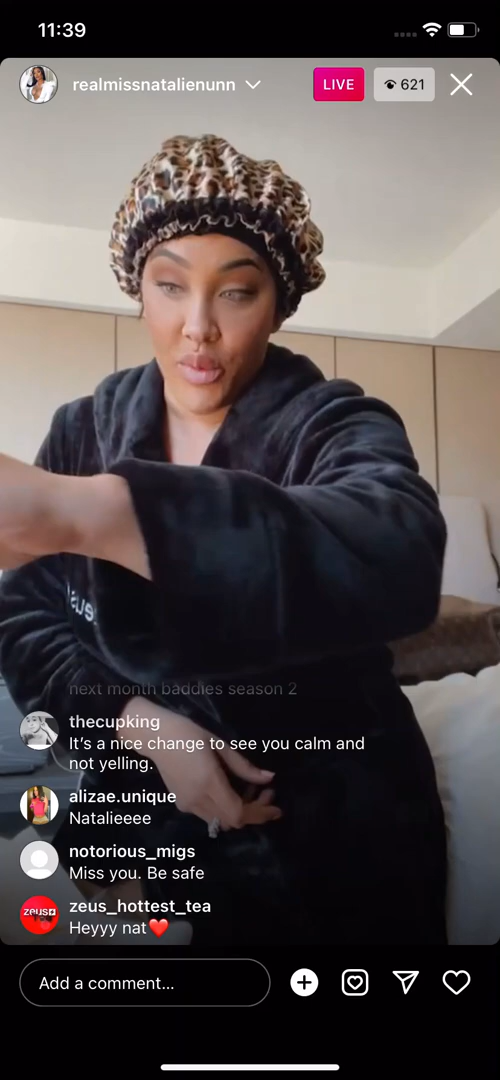 11:39
realmissnatalienunn
LIVE
621
next month baddies season 2
thecupking
It's a nice change to see you calm and
not yelling.
alizae.unique
Natalieeee
notorious_migs
Miss you. Be safe
zeus_hottest_tea
zeus
Heyyy nat❤️
Add a comment...